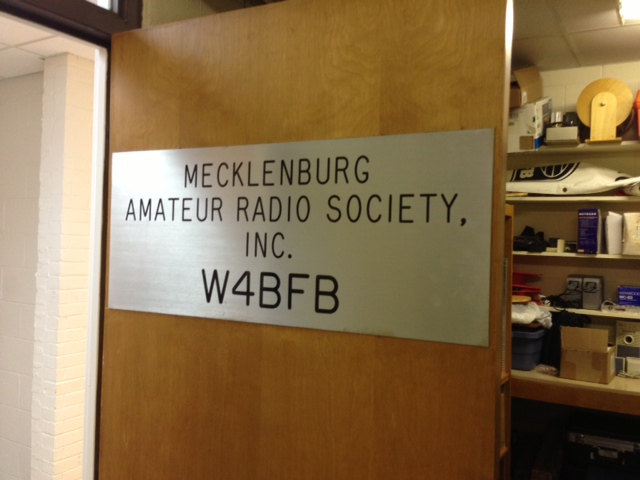 MECKLENBURG
AMATEUR RADIO SOCIETY,
INC.
W4BFB